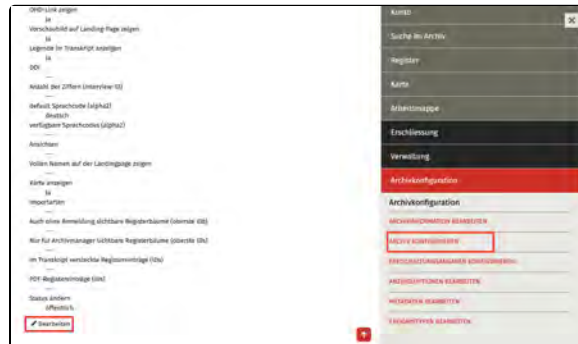 OHD-Link zeigen
Ja
Vorschaubild auf Landing-Page zeigen
Ja
Legende im Transkript anzeigen
Ja
DOI
---
Anzahl der Ziffern (Interview-ID)
---
Default Sprachcode (alpha2)
deutsch
Verfügbare Sprachcodes (alpha2)
---
Ansichten
---
Vollen Namen auf der Landingpage zeigen
---
Karte anzeigen
Ja
Importarten
---
Auch ohne Anmeldung sichtbare Registerbäume (oberste IDs)
---
Nur für Archivmanager sichtbare Registerbäume (oberste IDs)
---
Im Transkript versteckte Registereinträge (IDs)
---
PDF-Registereinträge (IDs)
---
Status ändern
öffentlich
Bearbeiten
Konto
Suche im Archiv
Register
Karte
Arbeitsmappe
Erschliessung
Verwaltung
Archivkonfiguration
Archivkonfiguration
ARCHIVINFORMATION BEARBEITEN
ARCHIV KONFIGURIEREN
ANZEIGEOPTIONEN BEARBEITEN
METADATEN BEARBEITEN
EREIGNISTYPEN BEARBEITEN